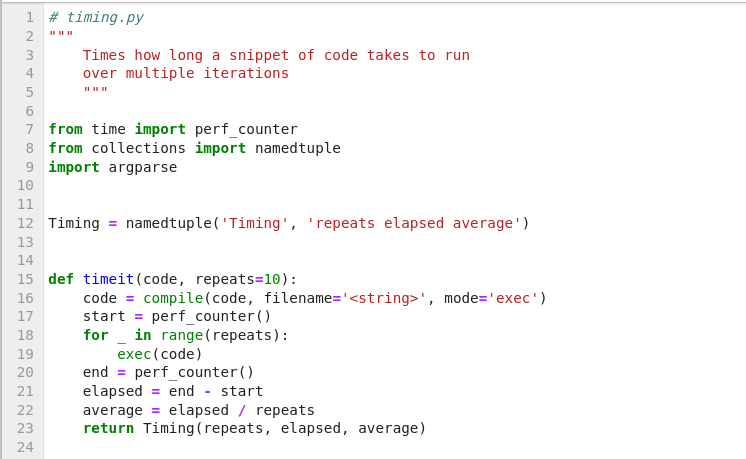 1 # timing.py
2 """
3     Times how long a snippet of code takes to run
4     over multiple iterations
5     """
6
7 from time import perf_counter
8 from collections import namedtuple
9 import argparse
10
11
12 Timing = namedtuple('Timing', 'repeats elapsed average')
13
14
15 def timeit(code, repeats=10):
16     code = compile(code, filename='<string>', mode='exec')
17     start = perf_counter()
18     for _ in range(repeats):
19         exec(code)
20     end = perf_counter()
21     elapsed = end - start
22     average = elapsed / repeats
23     return Timing(repeats, elapsed, average)
24